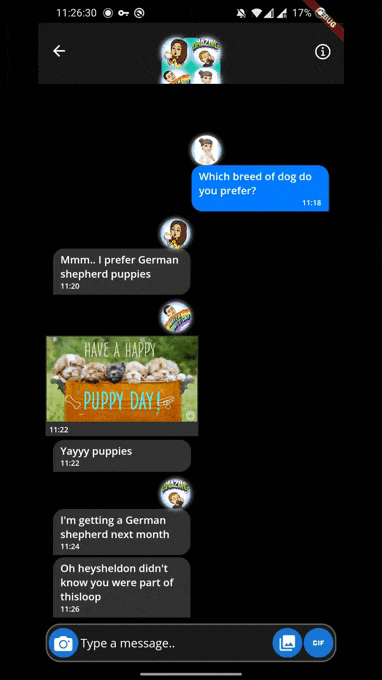 11:26:30
17%
BUG
AMAZING
Which breed of dog do
you prefer?
11:18
Mmm.. I prefer German
shepherd puppies
11:20
HAVE A HAPPY
PUPPY DAY!
11:22
Yayyy puppies
11:22
AMAZING
I'm getting a German
shepherd next month
11:24
Oh heysheldon didn't
know you were part of
thisloop
11:26
Type a message..
GIF